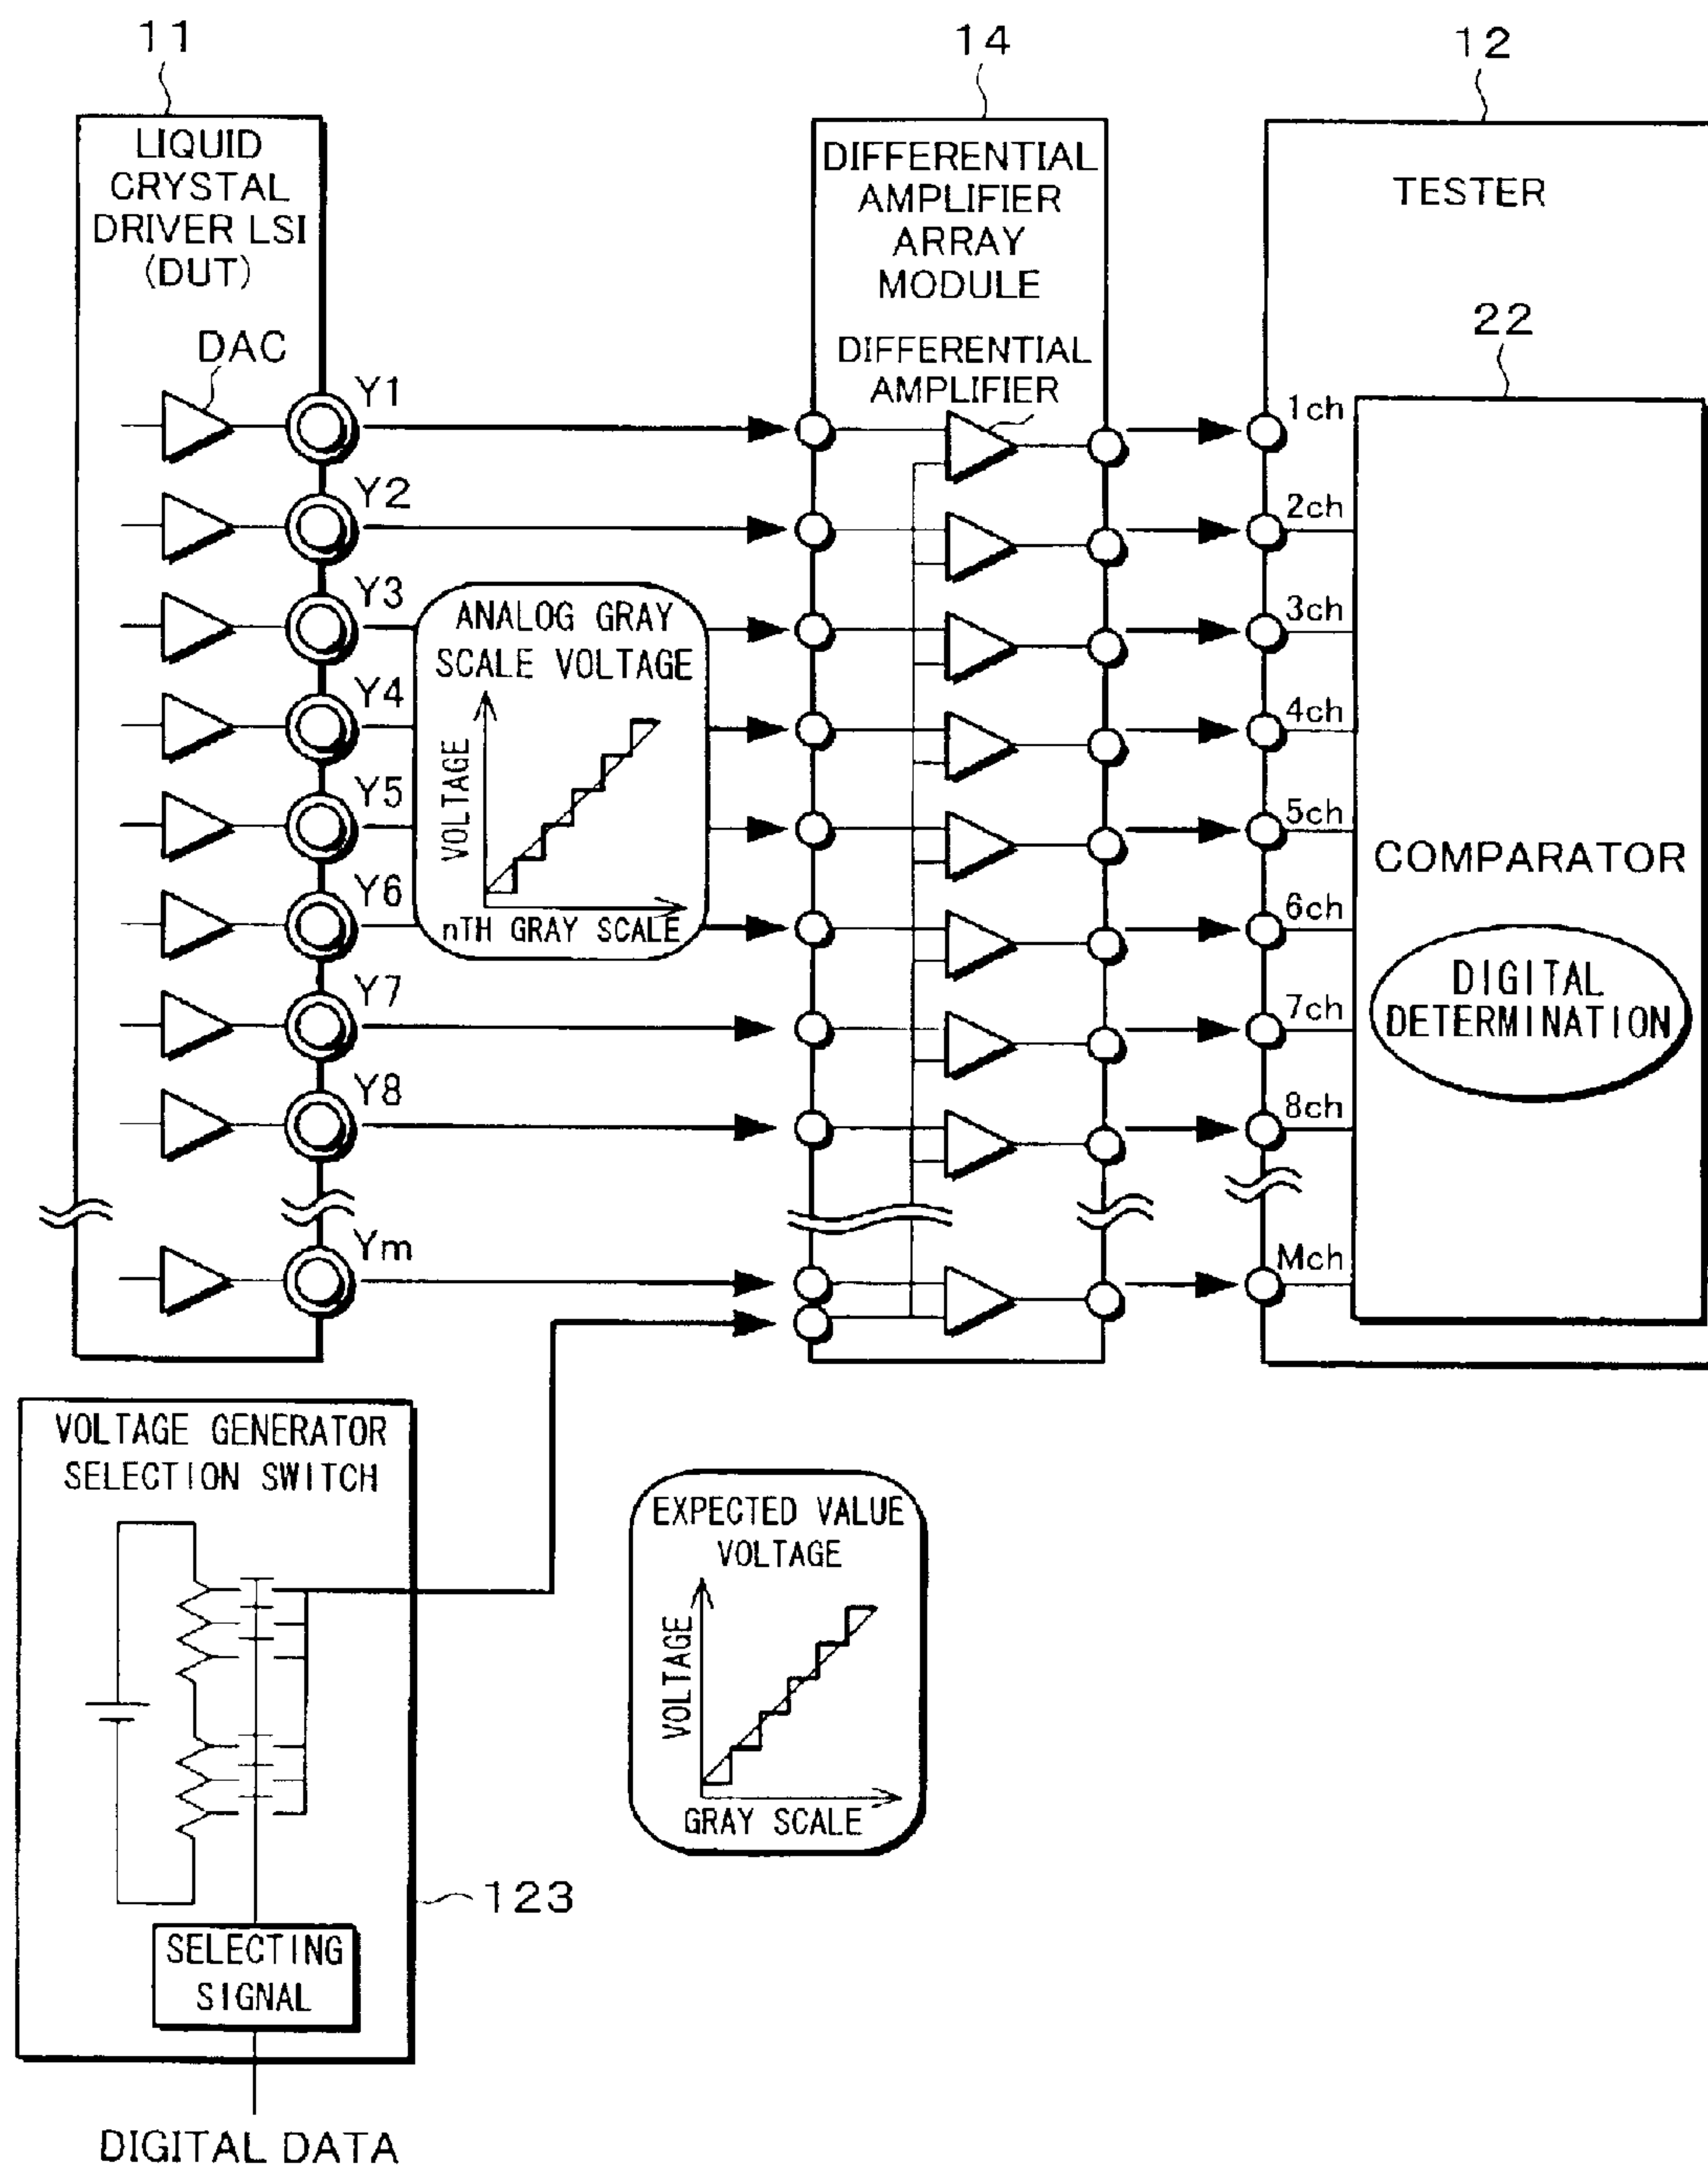 11
14
12
LIQUID
CRYSTAL
DRIVER LSI
(DUT)
DIFFERENTIAL
AMPLIFIER
ARRAY
MODULE
TESTER
DAC
DIFFERENTIAL
AMPLIFIER
22
Y1
Y2
Y3
Y4
Y5
Y6
Y7
Y8
Ym
ANALOG GRAY
SCALE VOLTAGE
VOLTAGE
nTH GRAY SCALE
1ch
2ch
3ch
4ch
5ch
6ch
7ch
8ch
Mch
COMPARATOR
DIGITAL
DETERMINATION
VOLTAGE GENERATOR
SELECTION SWITCH
EXPECTED VALUE
VOLTAGE
VOLTAGE
GRAY SCALE
123
SELECTING
SIGNAL
DIGITAL DATA